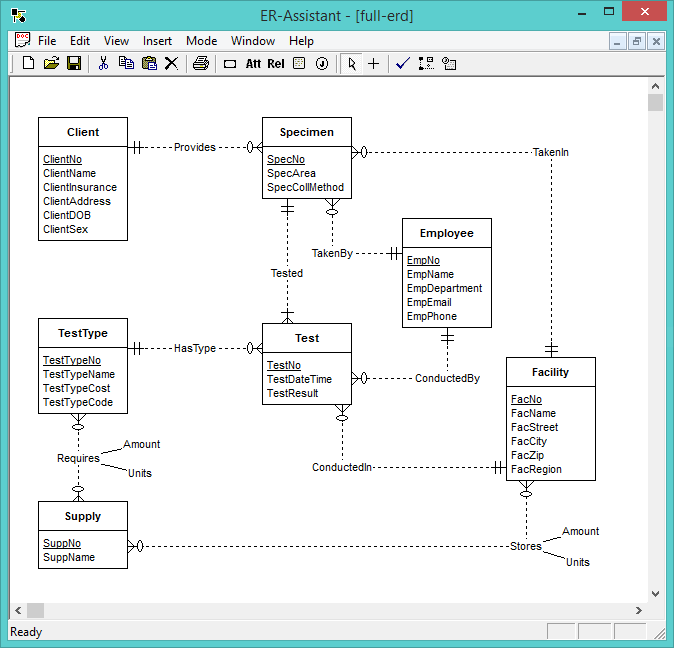 ER-Assistant - [full-erd]
File Edit View Insert Mode Window Help
Att Rel
Client
ClientNo
ClientName
ClientInsurance
ClientAddress
ClientDOB
ClientSex
Provides
Specimen
SpecNo
SpecArea
SpecCollMethod
TakenIn
TakenBy
Employee
EmpNo
EmpName
EmpDepartment
EmpEmail
EmpPhone
Tested
TestType
TestTypeNo
TestTypeName
TestTypeCost
TestTypeCode
HasType
Test
TestNo
TestDateTime
TestResult
ConductedBy
Facility
FacNo
FacName
FacStreet
FacCity
FacZip
FacRegion
ConductedIn
Requires
Amount
Units
Supply
SuppNo
SuppName
Stores
Amount
Units
Ready